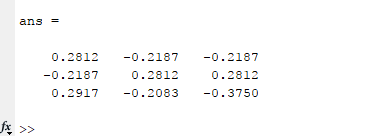 ans =
0.2812 -0.2187 -0.2187
-0.2187 0.2812 0.2812
0.2917 -0.2083 -0.3750
fx >>